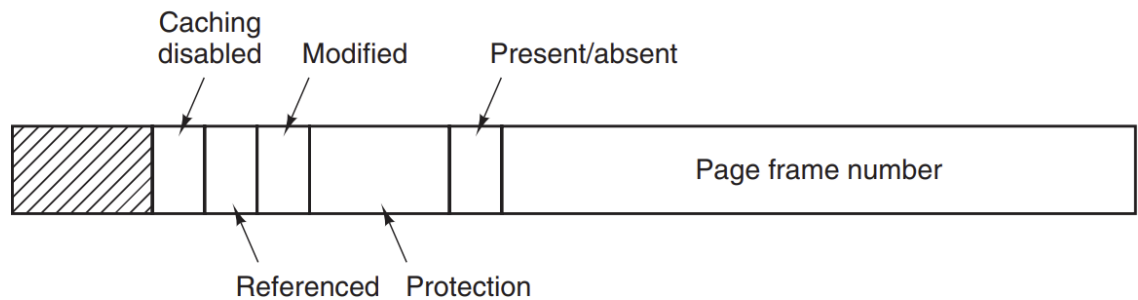 Caching
disabled
Modified
Present/absent
Page frame number
Referenced
Protection